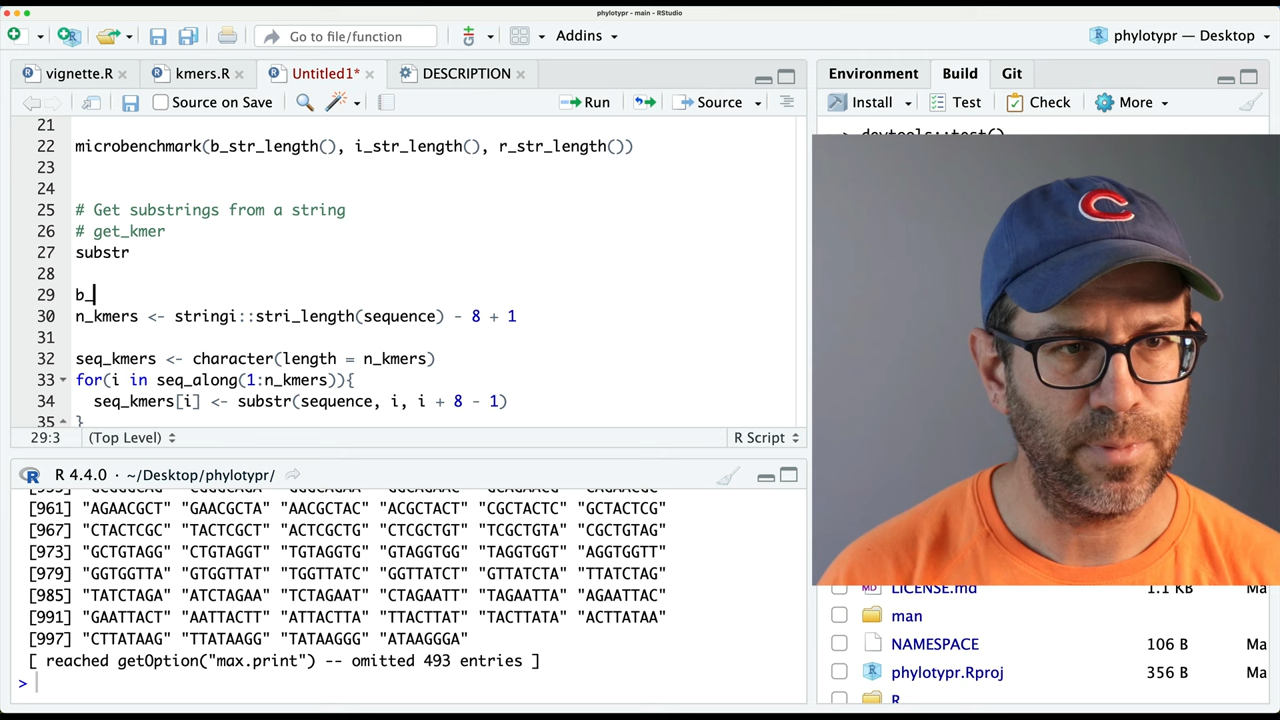 phylotypr - main - RStudio
Go to file/function
Addins
phylotypr — Desktop
vignette.R
kmers.R
Untitled1*
DESCRIPTION
Source on Save
Run
Source
21
22 microbenchmark(b_str_length(), i_str_length(), r_str_length())
23
24
25 # Get substrings from a string
26 # get_kmer
27 substr
28
29 b_
30 n_kmers <- stringi::stri_length(sequence) - 8 + 1
31
32 seq_kmers <- character(length = n_kmers)
33 for(i in seq_along(1:n_kmers)){
34 seq_kmers[i] <- substr(sequence, i, i + 8 - 1)
35 }
29:3 (Top Level) R Script
R 4.4.0 · ~/Desktop/phylotypr/
[961] "AGAACGCT" "GAACGCTA" "AACGCTAC" "ACGCTACT" "CGCTACTC" "GCTACTCG"
[967] "CTACTCGC" "TACTCGCT" "ACTCGCTG" "CTCGCTGT" "TCGCTGTA" "CGCTGTAG"
[973] "GCTGTAGG" "CTGTAGGT" "TGTAGGTG" "GTAGGTGG" "TAGGTGGT" "AGGTGGTT"
[979] "GGTGGTTA" "GTGGTTAT" "TGGTTATC" "GGTTATCT" "GTTATCTA" "TTATCTAG"
[985] "TATCTAGA" "ATCTAGAA" "TCTAGAAT" "CTAGAATT" "TAGAATTA" "AGAATTAC"
[991] "GAATTACT" "AATTACTT" "ATTACTTA" "TTACTTAT" "TACTTATA" "ACTTATAA"
[997] "CTTATAAG" "TTATAAGG" "TATAAGGG" "ATAAGGGA"
[ reached getOption("max.print") -- omitted 493 entries ]
>
Environment
Build
Git
Install
Test
Check
More
devtools::test()
C
LICENSE.md 1.1 KB Ma
man
NAMESPACE 106 B Ma
phylotypr.Rproj 356 B Ma
R